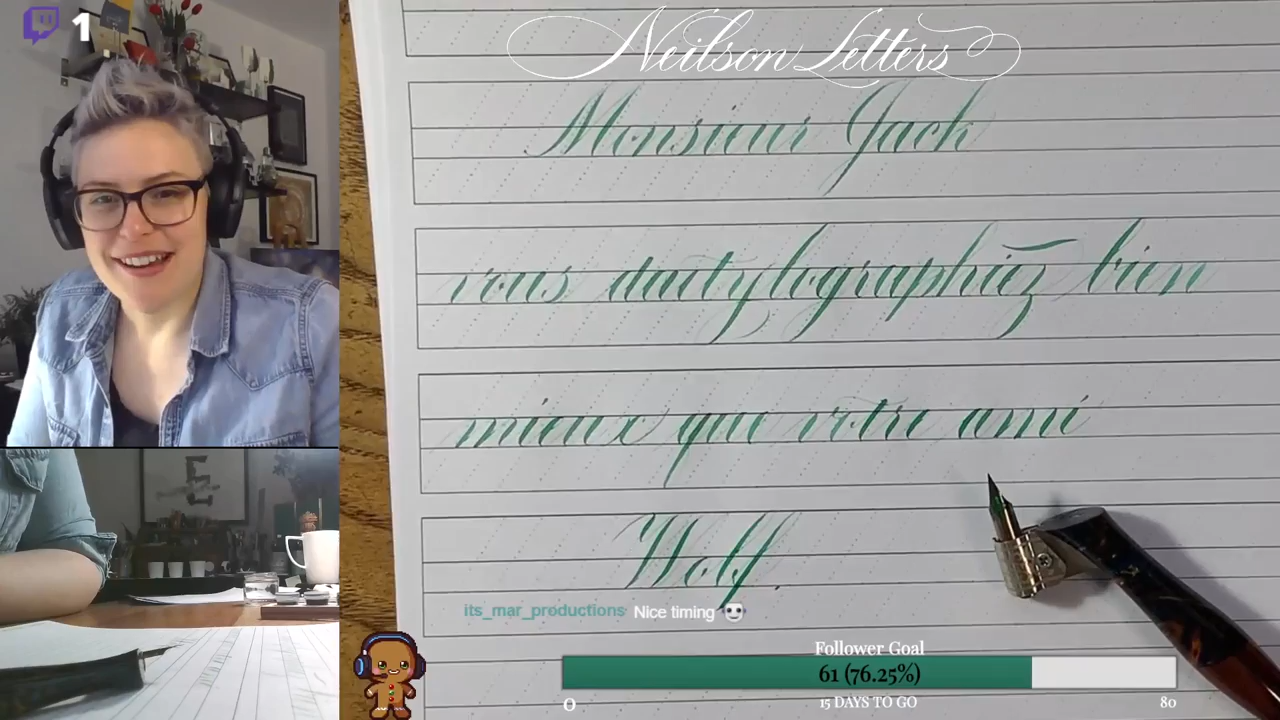 1
Neilson Letters
Monsieur Jack
vous dactylographiez bien
mieux que votre ami
Wolf.
its_mar_productions Nice timing
Follower Goal
61 (76.25%)
0 15 DAYS TO GO 80